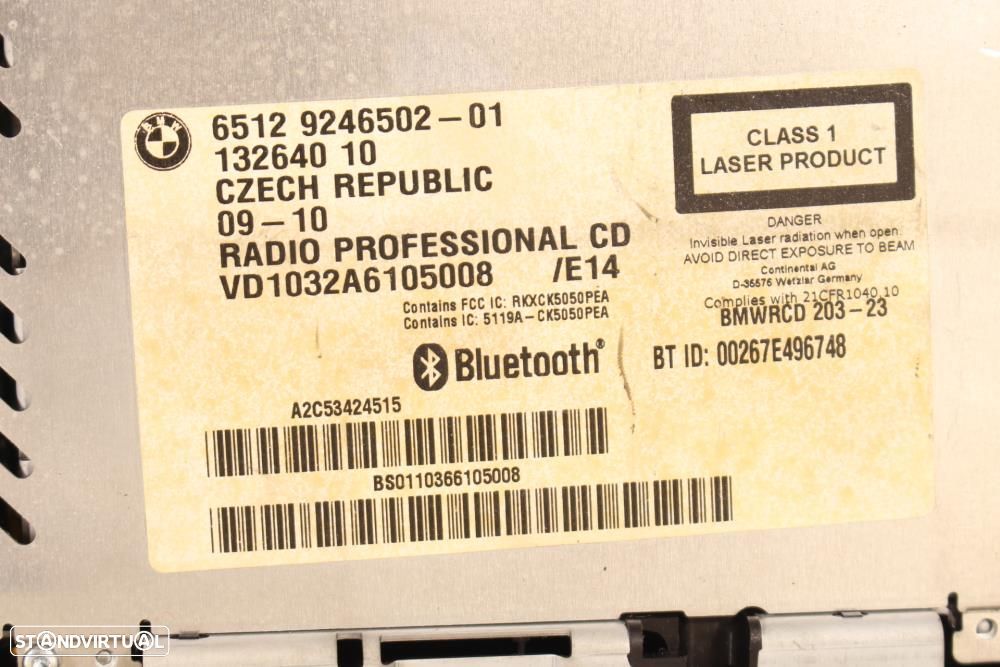 BMW
6512 9246502-01
132640 10
CZECH REPUBLIC
09-10
RADIO PROFESSIONAL CD
VD1032A6105008 /E14
Contains FCC IC: RKXCK5050PEA
Contains IC: 5119A-CK5050PEA
CLASS 1
LASER PRODUCT
DANGER
Invisible Laser radiation when open.
AVOID DIRECT EXPOSURE TO BEAM
Continental AG
D-35576 Wetzlar Germany
Complies with 21CFR1040.10
BMWRCD 203-23
Bluetooth®
BT ID: 00267E496748
A2C53424515
BS0110366105008
STANDVIRTUAL